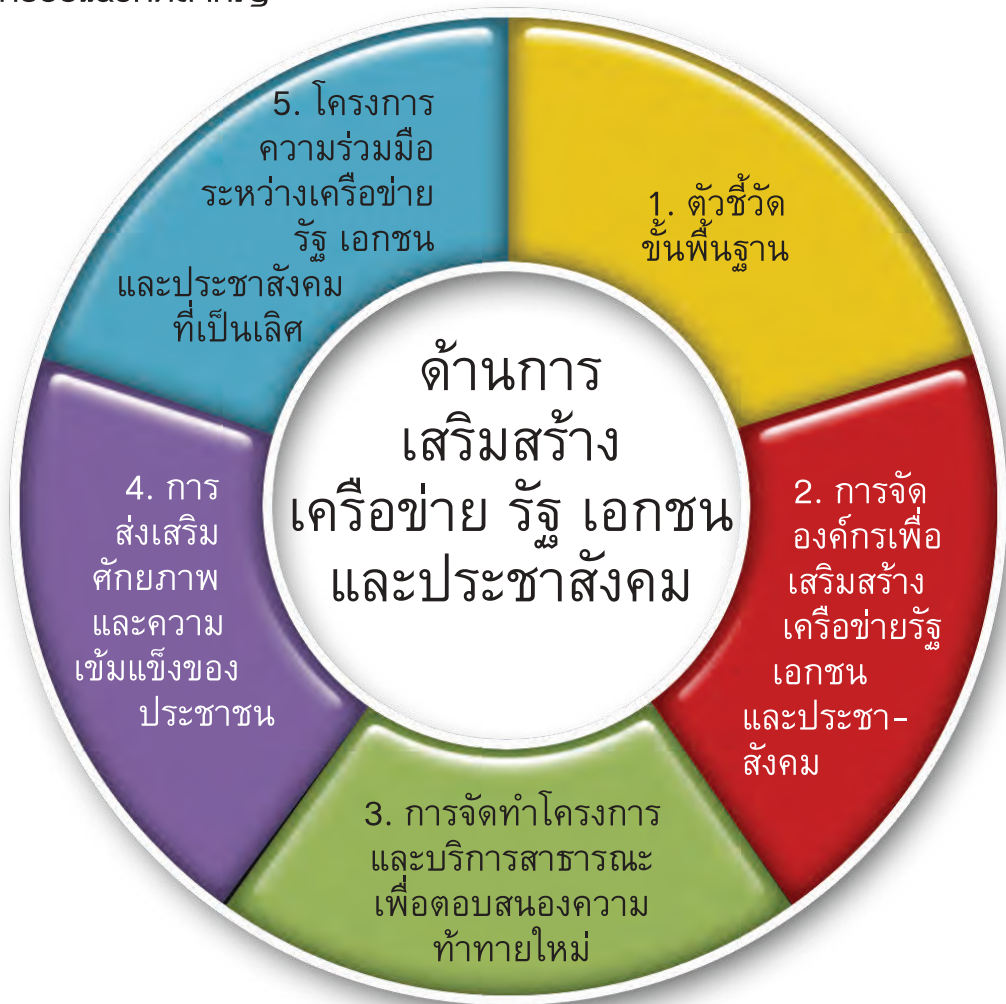 ด้านการ
เสริมสร้าง
เครือข่าย รัฐ เอกชน
และประชาสังคม
1. ตัวชี้วัด
ขั้นพื้นฐาน
2. การจัด
องค์กรเพื่อ
เสริมสร้าง
เครือข่ายรัฐ
เอกชน
และประชา-
สังคม
3. การจัดทำโครงการ
และบริการสาธารณะ
เพื่อตอบสนองความ
ท้าทายใหม่
4. การ
ส่งเสริม
ศักยภาพ
และความ
เข้มแข็งของ
ประชาชน
5. โครงการ
ความร่วมมือ
ระหว่างเครือข่าย
รัฐ เอกชน
และประชาสังคม
ที่เป็นเลิศ